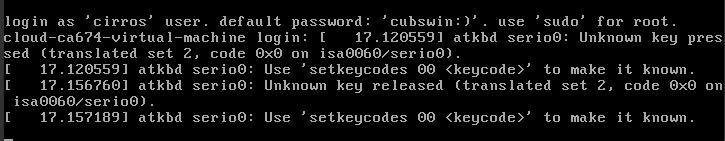 login as 'cirros' user. default password: 'cubswin:)'. use 'sudo' for root.
cloud-ca674-virtual-machine login: [   17.120559] atkbd serio0: Unknown key pres
sed (translated set 2, code 0x0 on isa0060/serio0).
[   17.120559] atkbd serio0: Use 'setkeycodes 00 <keycode>' to make it known.
[   17.156760] atkbd serio0: Unknown key released (translated set 2, code 0x0 on
 isa0060/serio0).
[   17.157189] atkbd serio0: Use 'setkeycodes 00 <keycode>' to make it known.